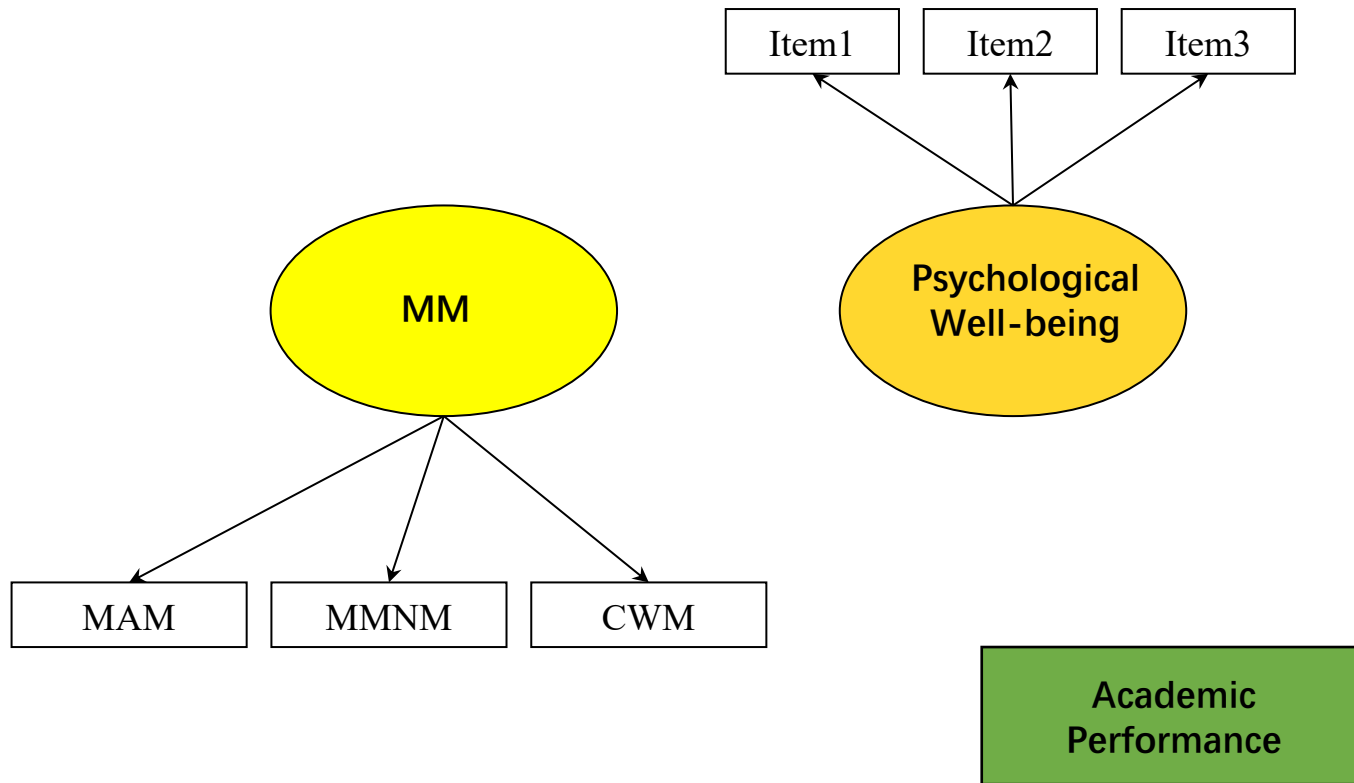 Item1
Item2
Item3
MM
Psychological
Well-being
MAM
MMNM
CWM
Academic
Performance